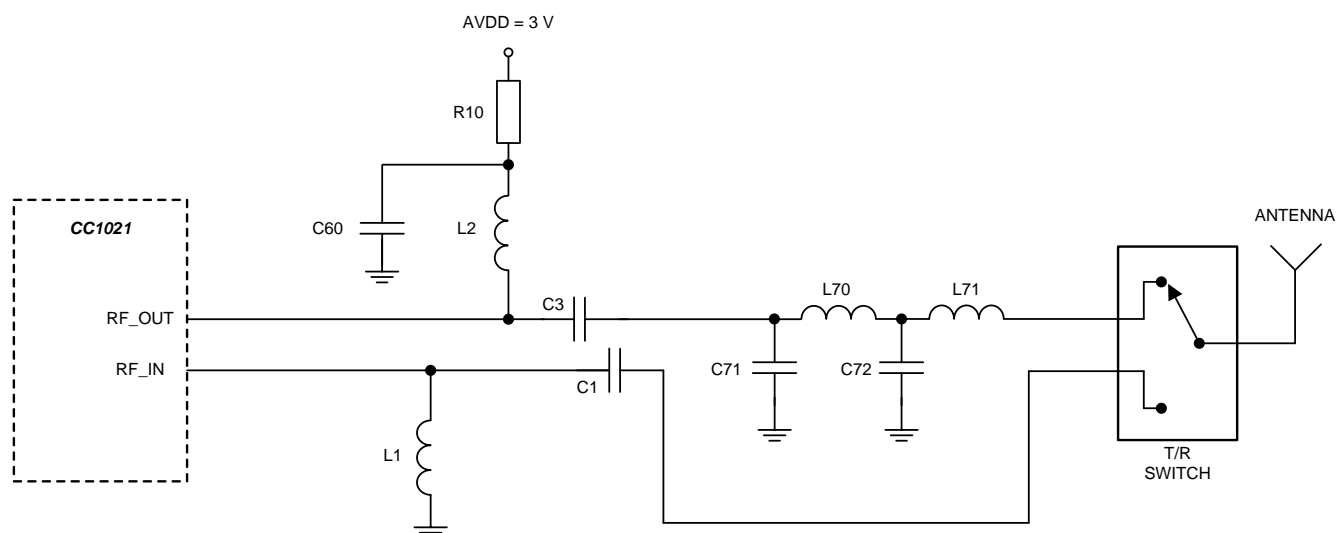 AVDD = 3 V
R10
CC1021
C60
L2
ANTENNA
RF_OUT
C3
L70
L71
RF_IN
C1
C71
C72
L1
T/R
SWITCH